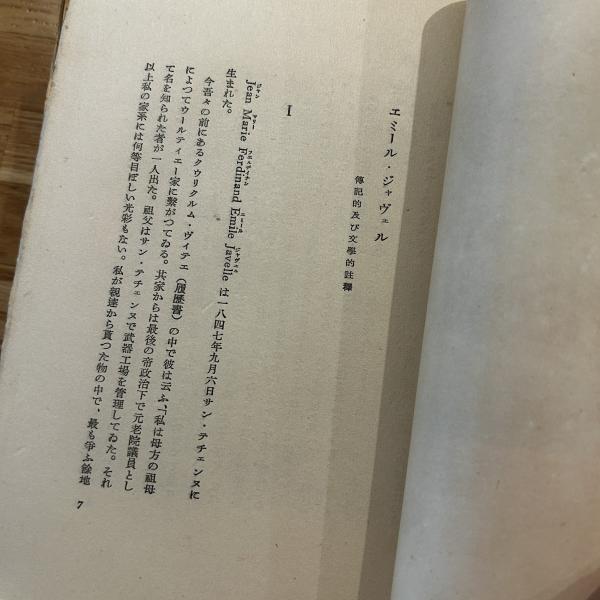 エミール・ジャヴェル
傳記的及び文學的註釋
I
Jean Marie Ferdinand Emile Javelle は一八四七年九月六日サン・テチェンヌに
生まれた。
今吾々の前にあるクウリクルム・ヴィテエ（履歷書）の中で彼は云ふ、「私は母方の祖母
によつてウールティエー家に繋がつてゐる。其家からは最後の帝政治下で元老院議員とし
て名を知られた者が一人出た。祖父はサン・テチェンヌで武器工場を管理してゐた。それ
以上私の家系には何等目ぼしい光彩もない。私が親達から貰つた物の中で、最も爭ふ餘地
7